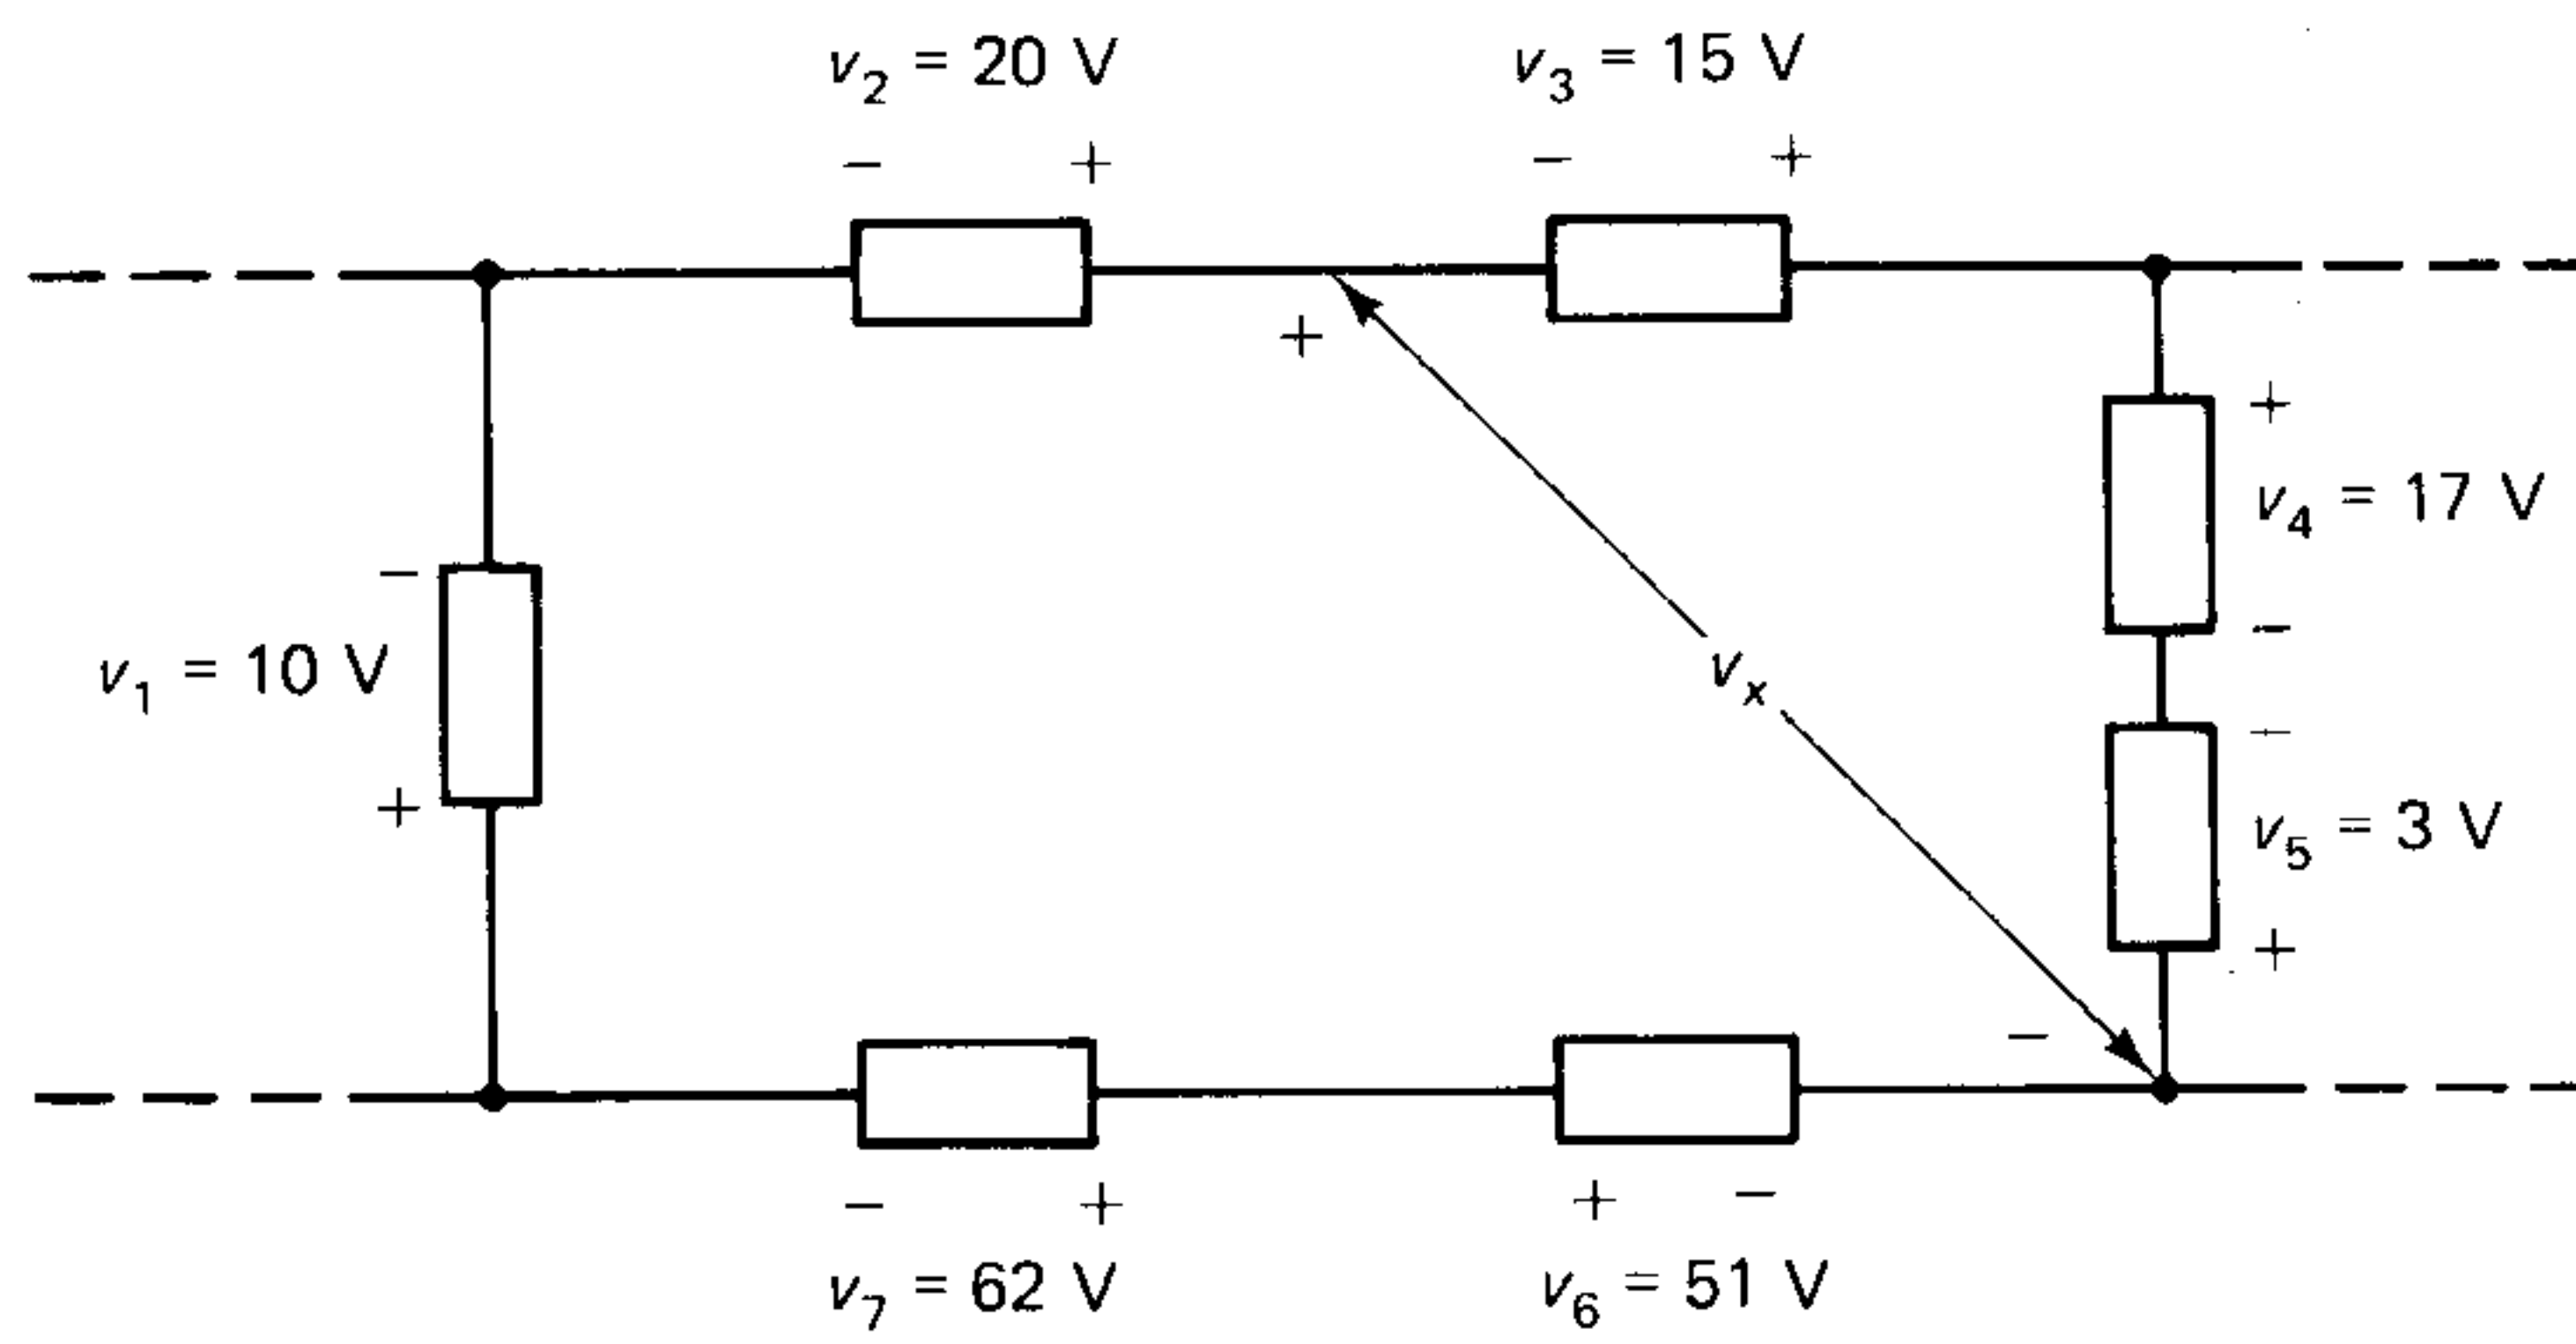 v₂ = 20 V
v₃ = 15 V
− +
− +
+
+
v₄ = 17 V
−
−
v₁ = 10 V
+
vₓ
−
v₅ = 3 V
+
−
− +
+ −
v₇ = 62 V
v₆ = 51 V